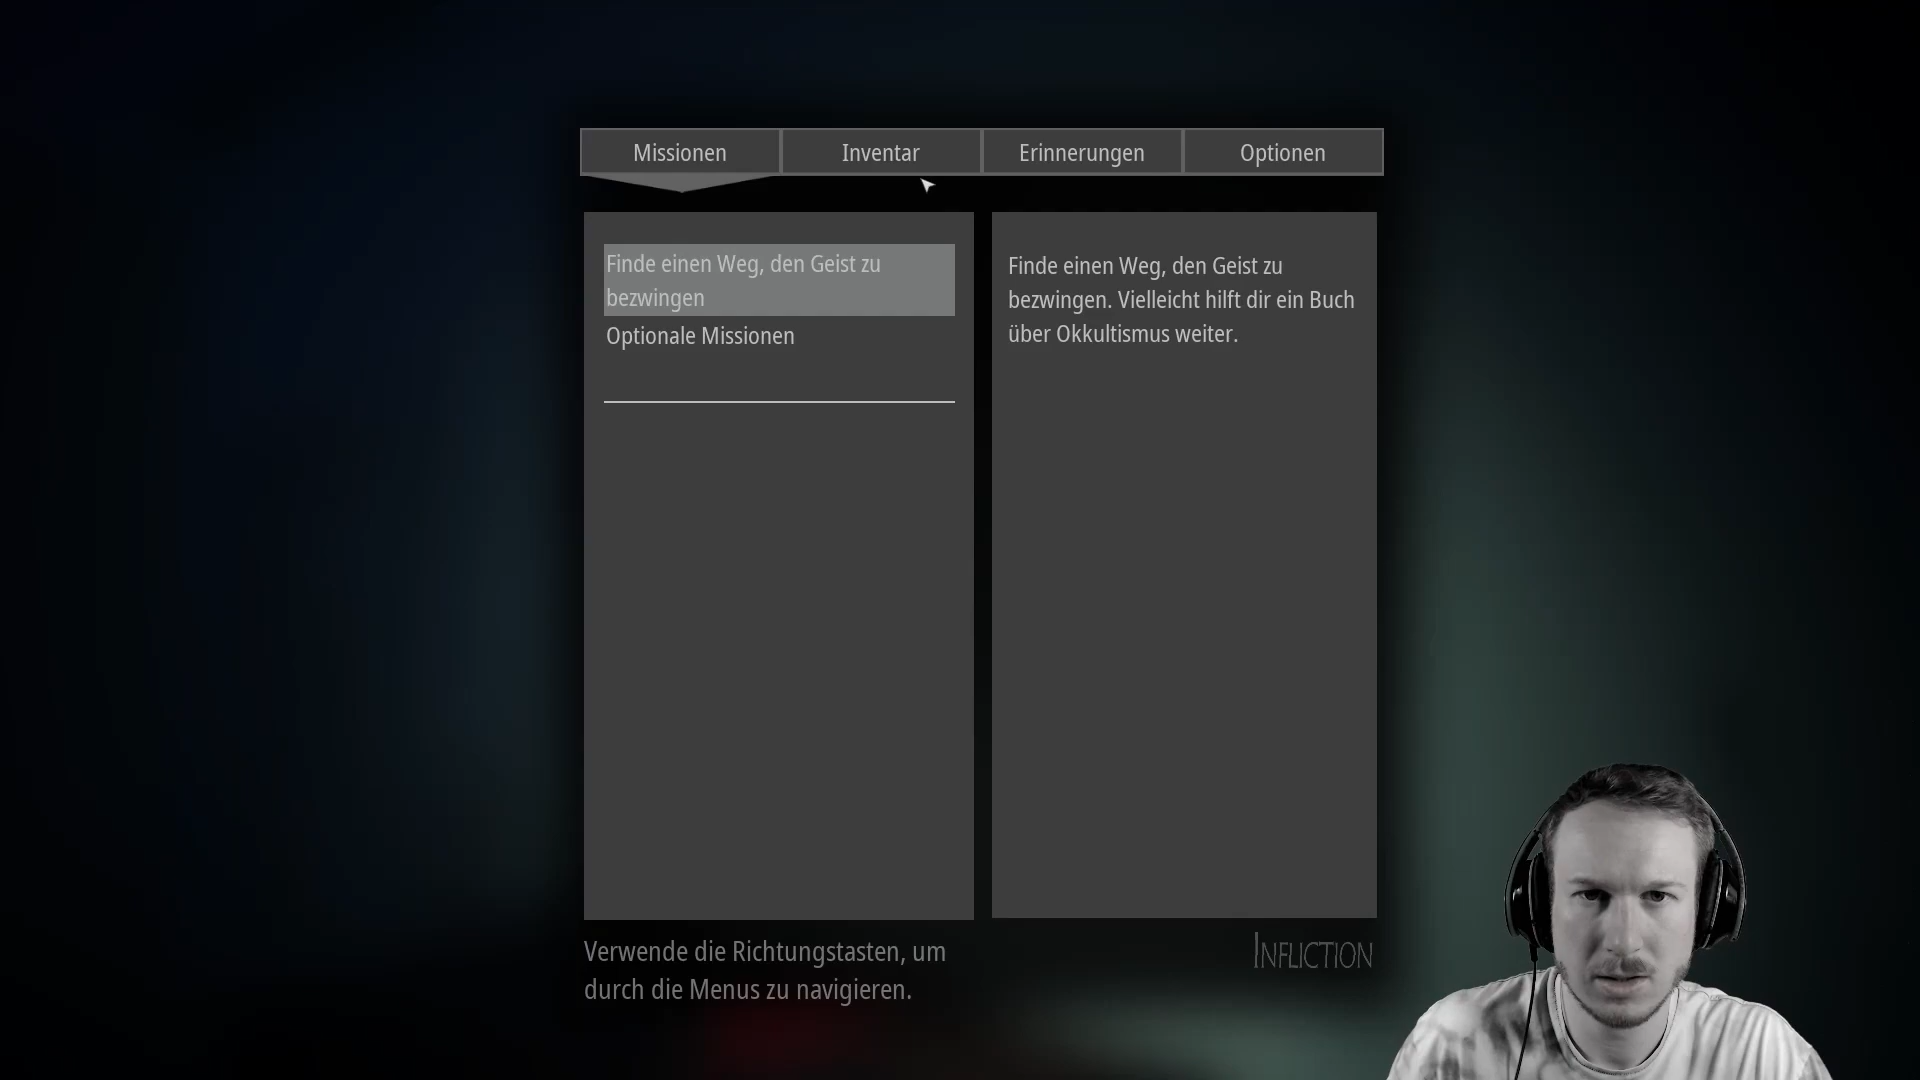 Missionen
Inventar
Erinnerungen
Optionen
Finde einen Weg, den Geist zu
bezwingen
Optionale Missionen
Finde einen Weg, den Geist zu
bezwingen. Vielleicht hilft dir ein Buch
über Okkultismus weiter.
Verwende die Richtungstasten, um
durch die Menus zu navigieren.
INFLICTION